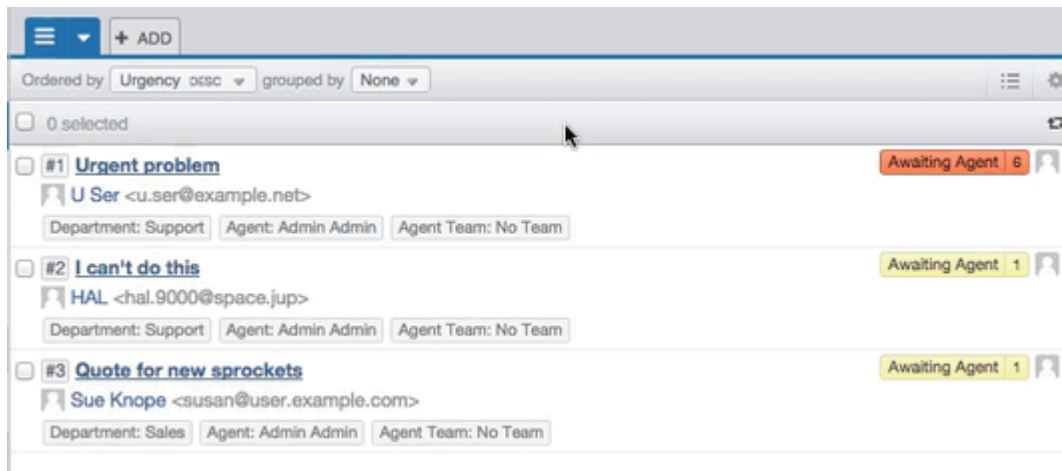 + ADD
Ordered by Urgency DESC grouped by None
0 selected
#1 Urgent problem Awaiting Agent 6
U Ser <u.ser@example.net>
Department: Support Agent: Admin Admin Agent Team: No Team
#2 I can't do this Awaiting Agent 1
HAL <hal.9000@space.jup>
Department: Support Agent: Admin Admin Agent Team: No Team
#3 Quote for new sprockets Awaiting Agent 1
Sue Knope <susan@user.example.com>
Department: Sales Agent: Admin Admin Agent Team: No Team